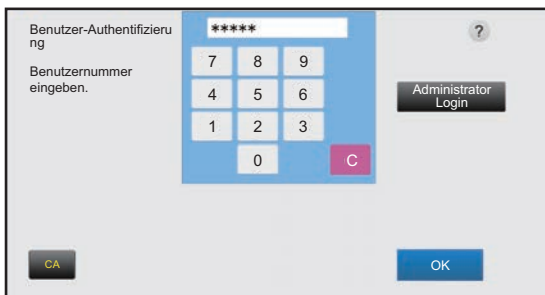 Benutzer-Authentifizieru
ng
Benutzernummer
eingeben.
*****
7 8 9
4 5 6
1 2 3
0 C
?
Administrator
Login
CA
OK